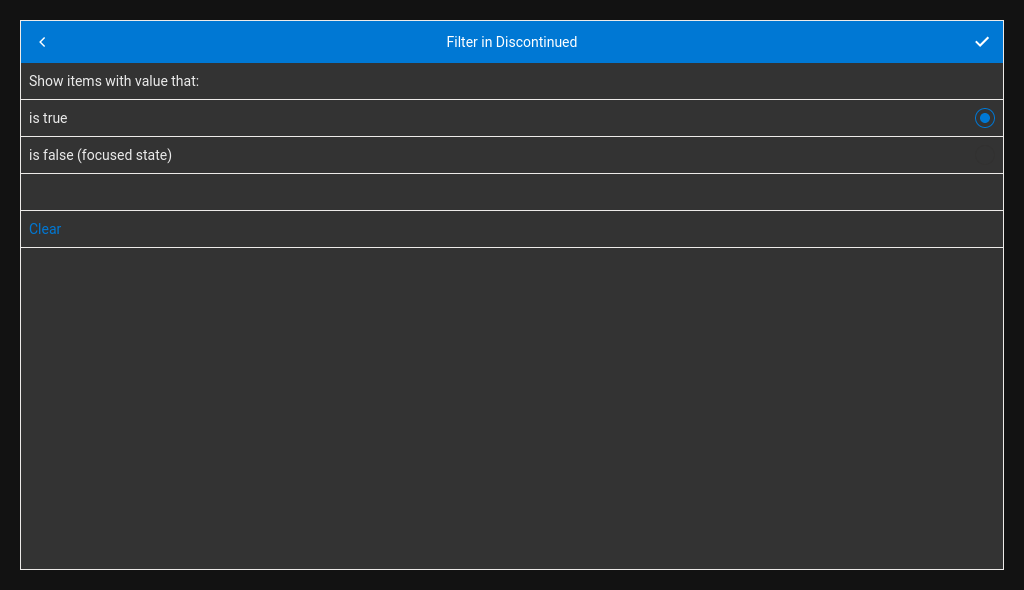 Filter in Discontinued
Show items with value that:
is true
is false (focused state)
Clear